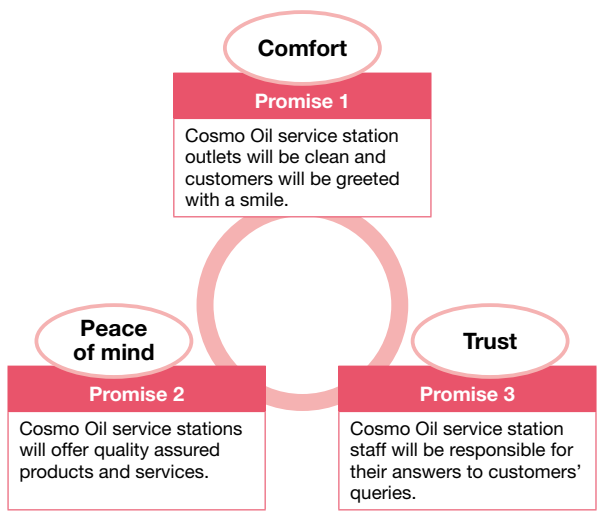 Comfort
Promise 1
Cosmo Oil service station
outlets will be clean and
customers will be greeted
with a smile.
Peace
of mind
Promise 2
Cosmo Oil service stations
will offer quality assured
products and services.
Trust
Promise 3
Cosmo Oil service station
staff will be responsible for
their answers to customers’
queries.